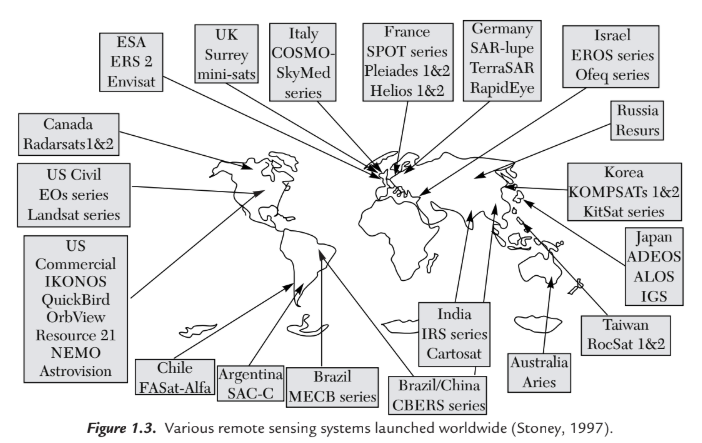 ESA
ERS 2
Envisat
UK
Surrey
mini-sats
Italy
COSMO-
SkyMed
series
France
SPOT series
Pleiades 1&2
Helios 1&2
Germany
SAR-lupe
TerraSAR
RapidEye
Israel
EROS series
Ofeq series
Russia
Resurs
Canada
Radarsats1&2
US Civil
EOs series
Landsat series
Korea
KOMPSATs 1&2
KitSat series
US
Commercial
IKONOS
QuickBird
OrbView
Resource 21
NEMO
Astrovision
Japan
ADEOS
ALOS
IGS
India
IRS series
Cartosat
Taiwan
RocSat 1&2
Chile
FASat-Alfa
Argentina
SAC-C
Brazil
MECB series
Brazil/China
CBERS series
Australia
Aries
Figure 1.3. Various remote sensing systems launched worldwide (Stoney, 1997).